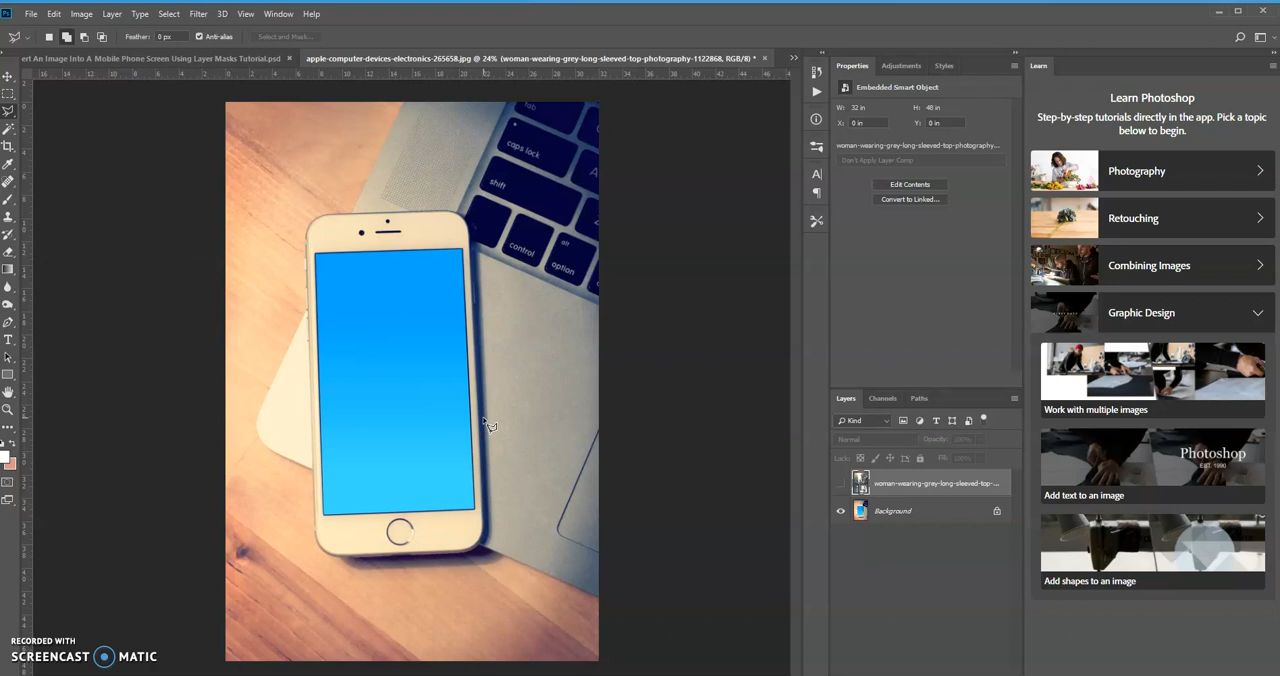 Ps File Edit Image Layer Type Select Filter 3D View Window Help
Feather: 0 px Anti-alias Select and Mask...
ert An Image Into A Mobile Phone Screen Using Layer Masks Tutorial.psd × apple-computer-devices-electronics-265658.jpg @ 24% (woman-wearing-grey-long-sleeved-top-photography-1122868, RGB/8) * ×
Properties Adjustments Styles
Embedded Smart Object
W: 32 in H: 48 in
X: 0 in Y: 0 in
woman-wearing-grey-long-sleeved-top-photography...
Don't Apply Layer Comp
Edit Contents
Convert to Linked...
Layers Channels Paths
Kind
Normal Opacity: 100%
Lock: Fill: 100%
woman-wearing-grey-long-sleeved-top-...
Background
Learn
Learn Photoshop
Step-by-step tutorials directly in the app. Pick a topic
below to begin.
Photography
Retouching
Combining Images
Graphic Design
Work with multiple images
Photoshop
EST. 1990
Add text to an image
Add shapes to an image
tab
caps lock
A
shift
control
alt
option
RECORDED WITH
SCREENCAST MATIC